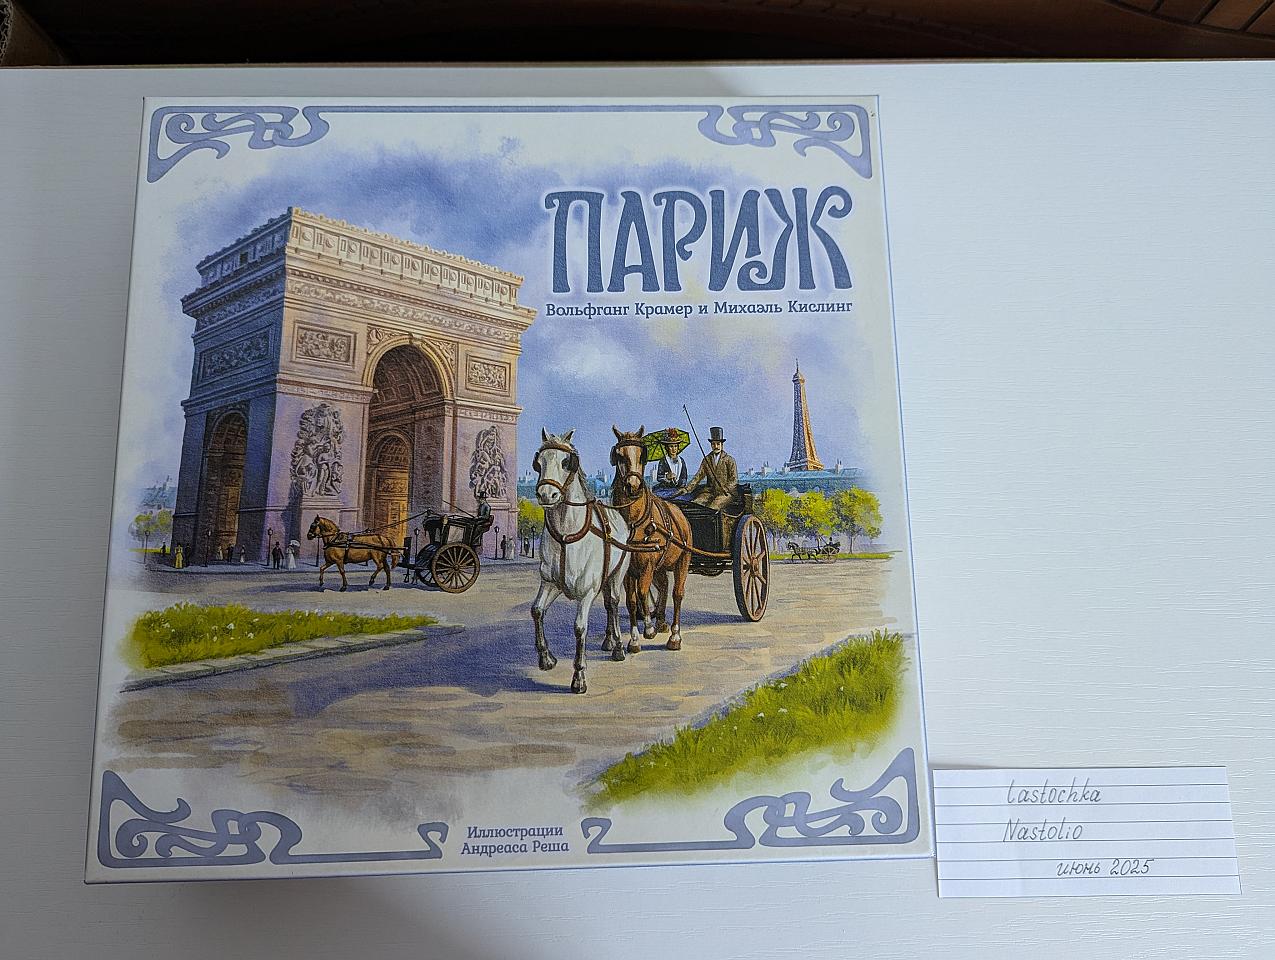 ПАРИЖ
Вольфганг Крамер и Михаэль Кислинг
Иллюстрации
Андреаса Реша
Lastochka
Nastolio
июнь 2025